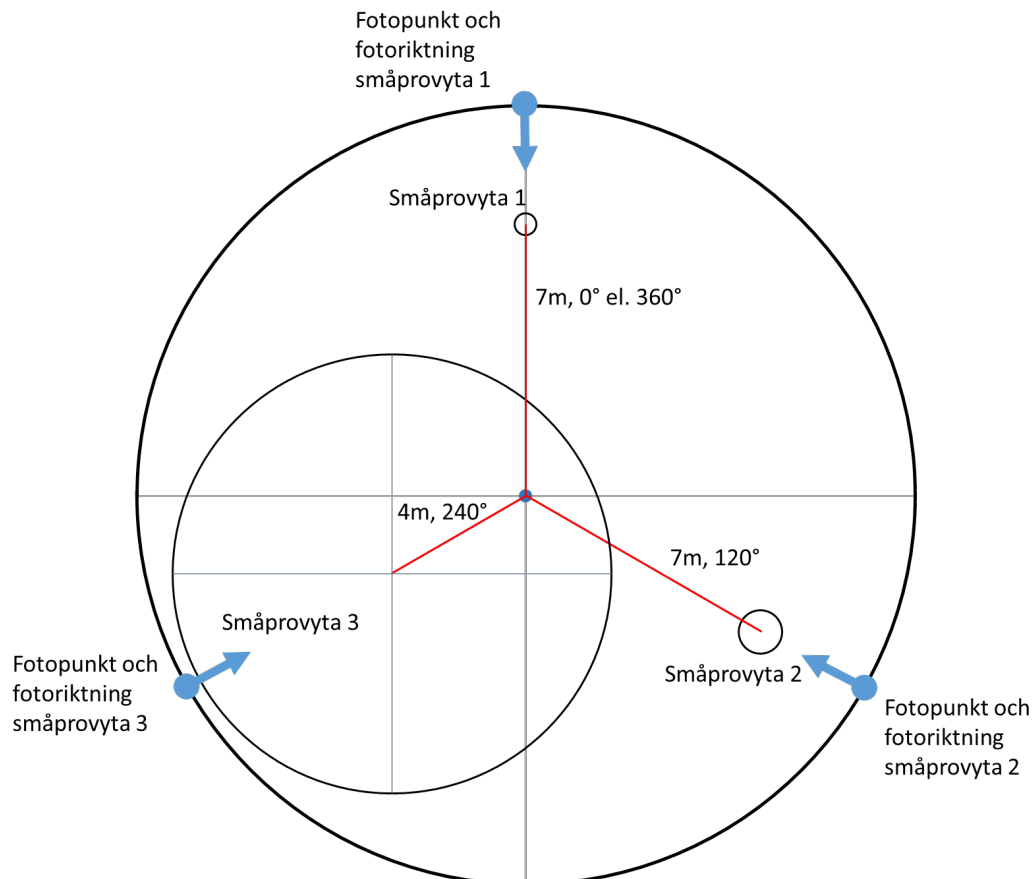 Fotopunkt och
fotoriktning
småprovyta 1
Småprovyta 1
7m, 0° el. 360°
4m, 240°
7m, 120°
Småprovyta 3
Småprovyta 2
Fotopunkt och
fotoriktning
småprovyta 3
Fotopunkt och
fotoriktning
småprovyta 2